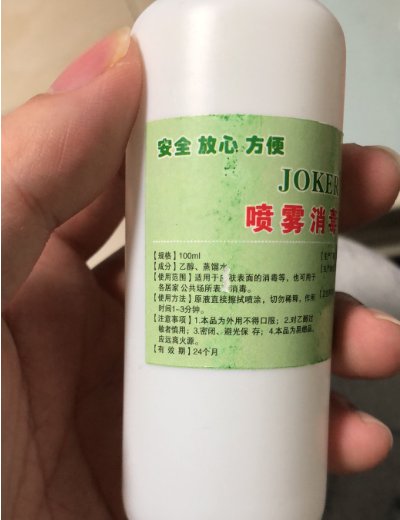 安全 放心 方便
JOKER
喷雾消毒
【规格】100ml
【成分】乙醇、蒸馏水
【使用范围】适用于皮肤表面的消毒等，也可用于
各居家公共场所表 消毒。
【使用方法】原液直接擦拭喷涂，切勿稀释，作用
时间1-3分钟。
【注意事项】1.本品为外用不得口服；2.对乙醇过
敏者慎用；3.密闭、避光保 存；4.本品为易燃品，
应远离火源。
【有 效 期】24个月